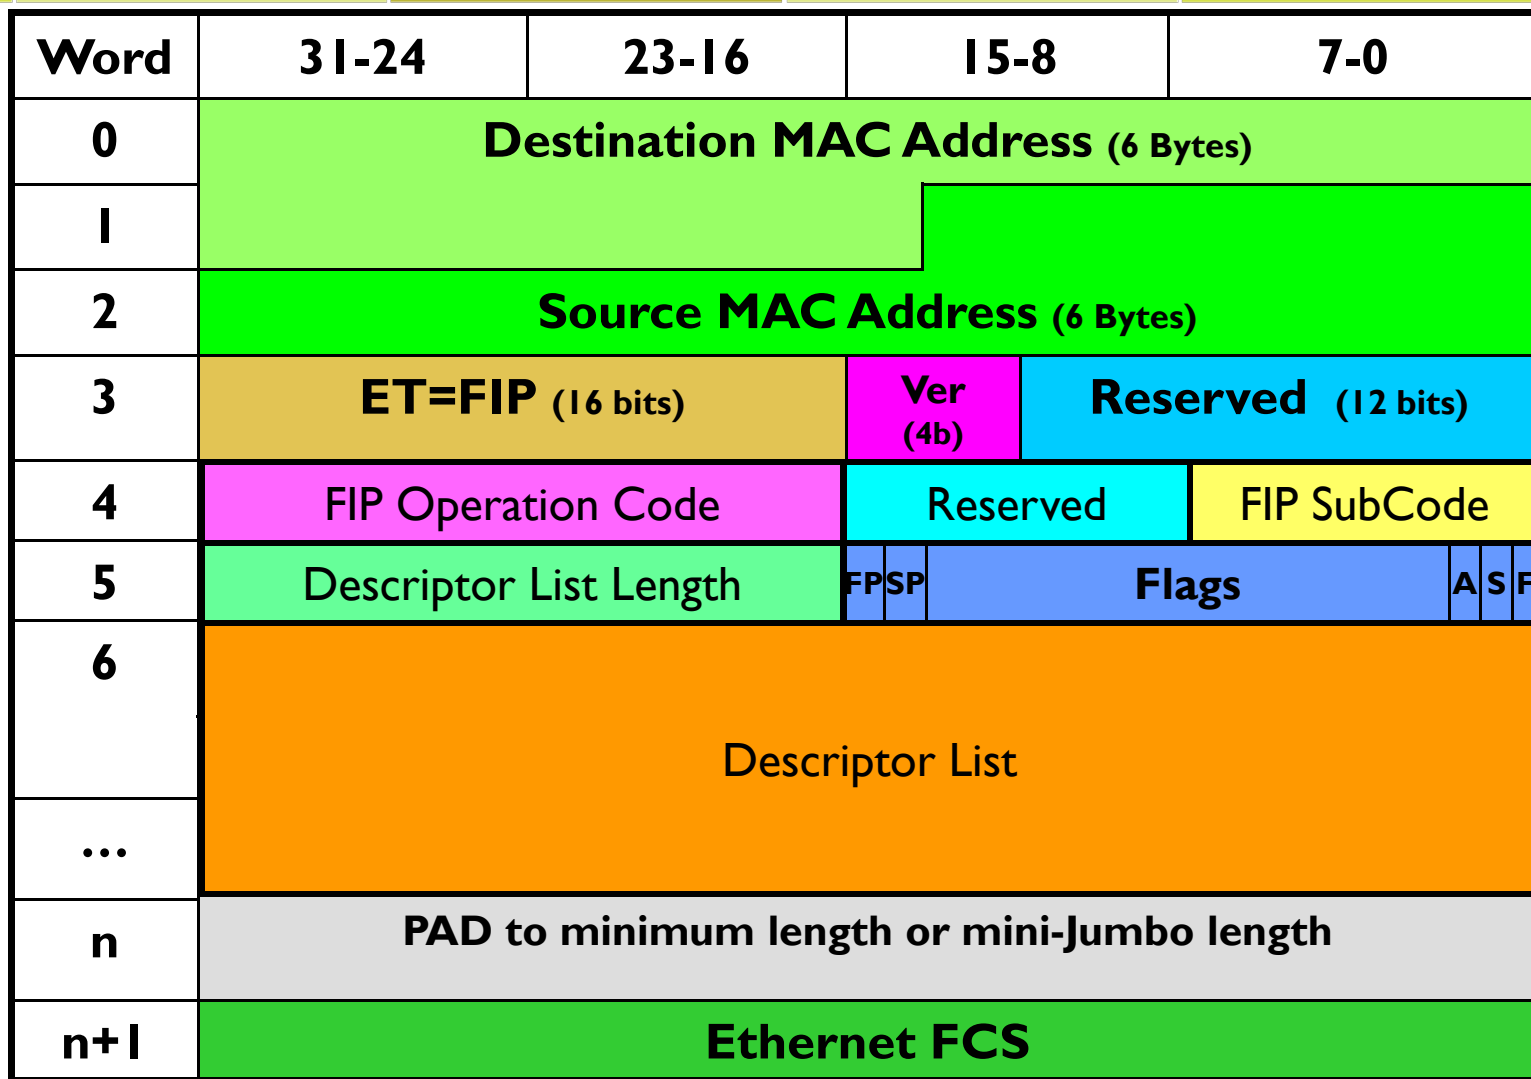 Word 31-24 23-16 15-8 7-0
0 Destination MAC Address (6 Bytes)
1
2 Source MAC Address (6 Bytes)
3 ET=FIP (16 bits) Ver (4b) Reserved (12 bits)
4 FIP Operation Code Reserved FIP SubCode
5 Descriptor List Length FP SP Flags A S F
6
Descriptor List
...
n PAD to minimum length or mini-Jumbo length
n+1 Ethernet FCS